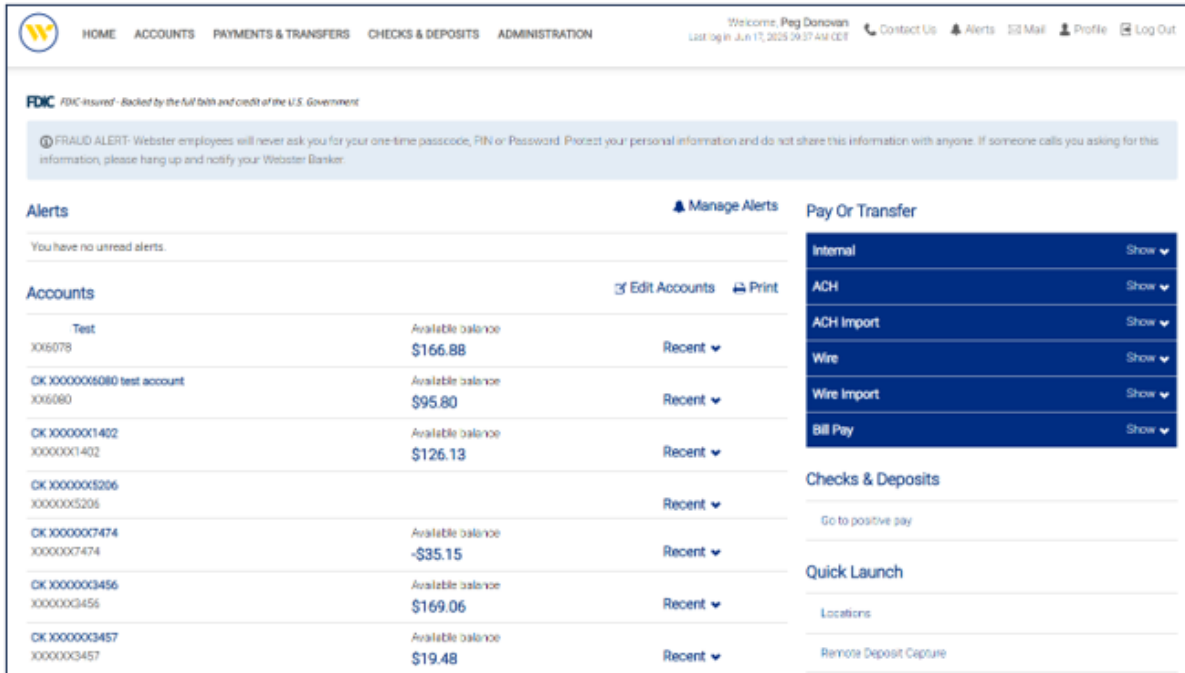 W
HOME ACCOUNTS PAYMENTS & TRANSFERS CHECKS & DEPOSITS ADMINISTRATION
Welcome, Peg Donovan
Last log in Jun 17, 2025 09:37 AM CDT
Contact Us Alerts Mail Profile Log Out
FDIC FDIC-Insured - Backed by the full faith and credit of the U.S. Government
FRAUD ALERT- Webster employees will never ask you for your one-time passcode, PIN or Password. Protect your personal information and do not share this information with anyone. If someone calls you asking for this
information, please hang up and notify your Webster Banker.
Alerts
Manage Alerts
You have no unread alerts.
Accounts
Edit Accounts Print
Test
XX6078
Available balance
$166.88
Recent
CK XXXXXX6080 test account
XX6080
Available balance
$95.80
Recent
CK XXXXXX1402
XXXXXX1402
Available balance
$126.13
Recent
CK XXXXXX5206
XXXXXX5206
Recent
CK XXXXXX7474
XXXXXX7474
Available balance
-$35.15
Recent
CK XXXXXX3456
XXXXXX3456
Available balance
$169.06
Recent
CK XXXXXX3457
XXXXXX3457
Available balance
$19.48
Recent
Pay Or Transfer
Internal Show
ACH Show
ACH Import Show
Wire Show
Wire Import Show
Bill Pay Show
Checks & Deposits
Go to positive pay
Quick Launch
Locations
Remote Deposit Capture